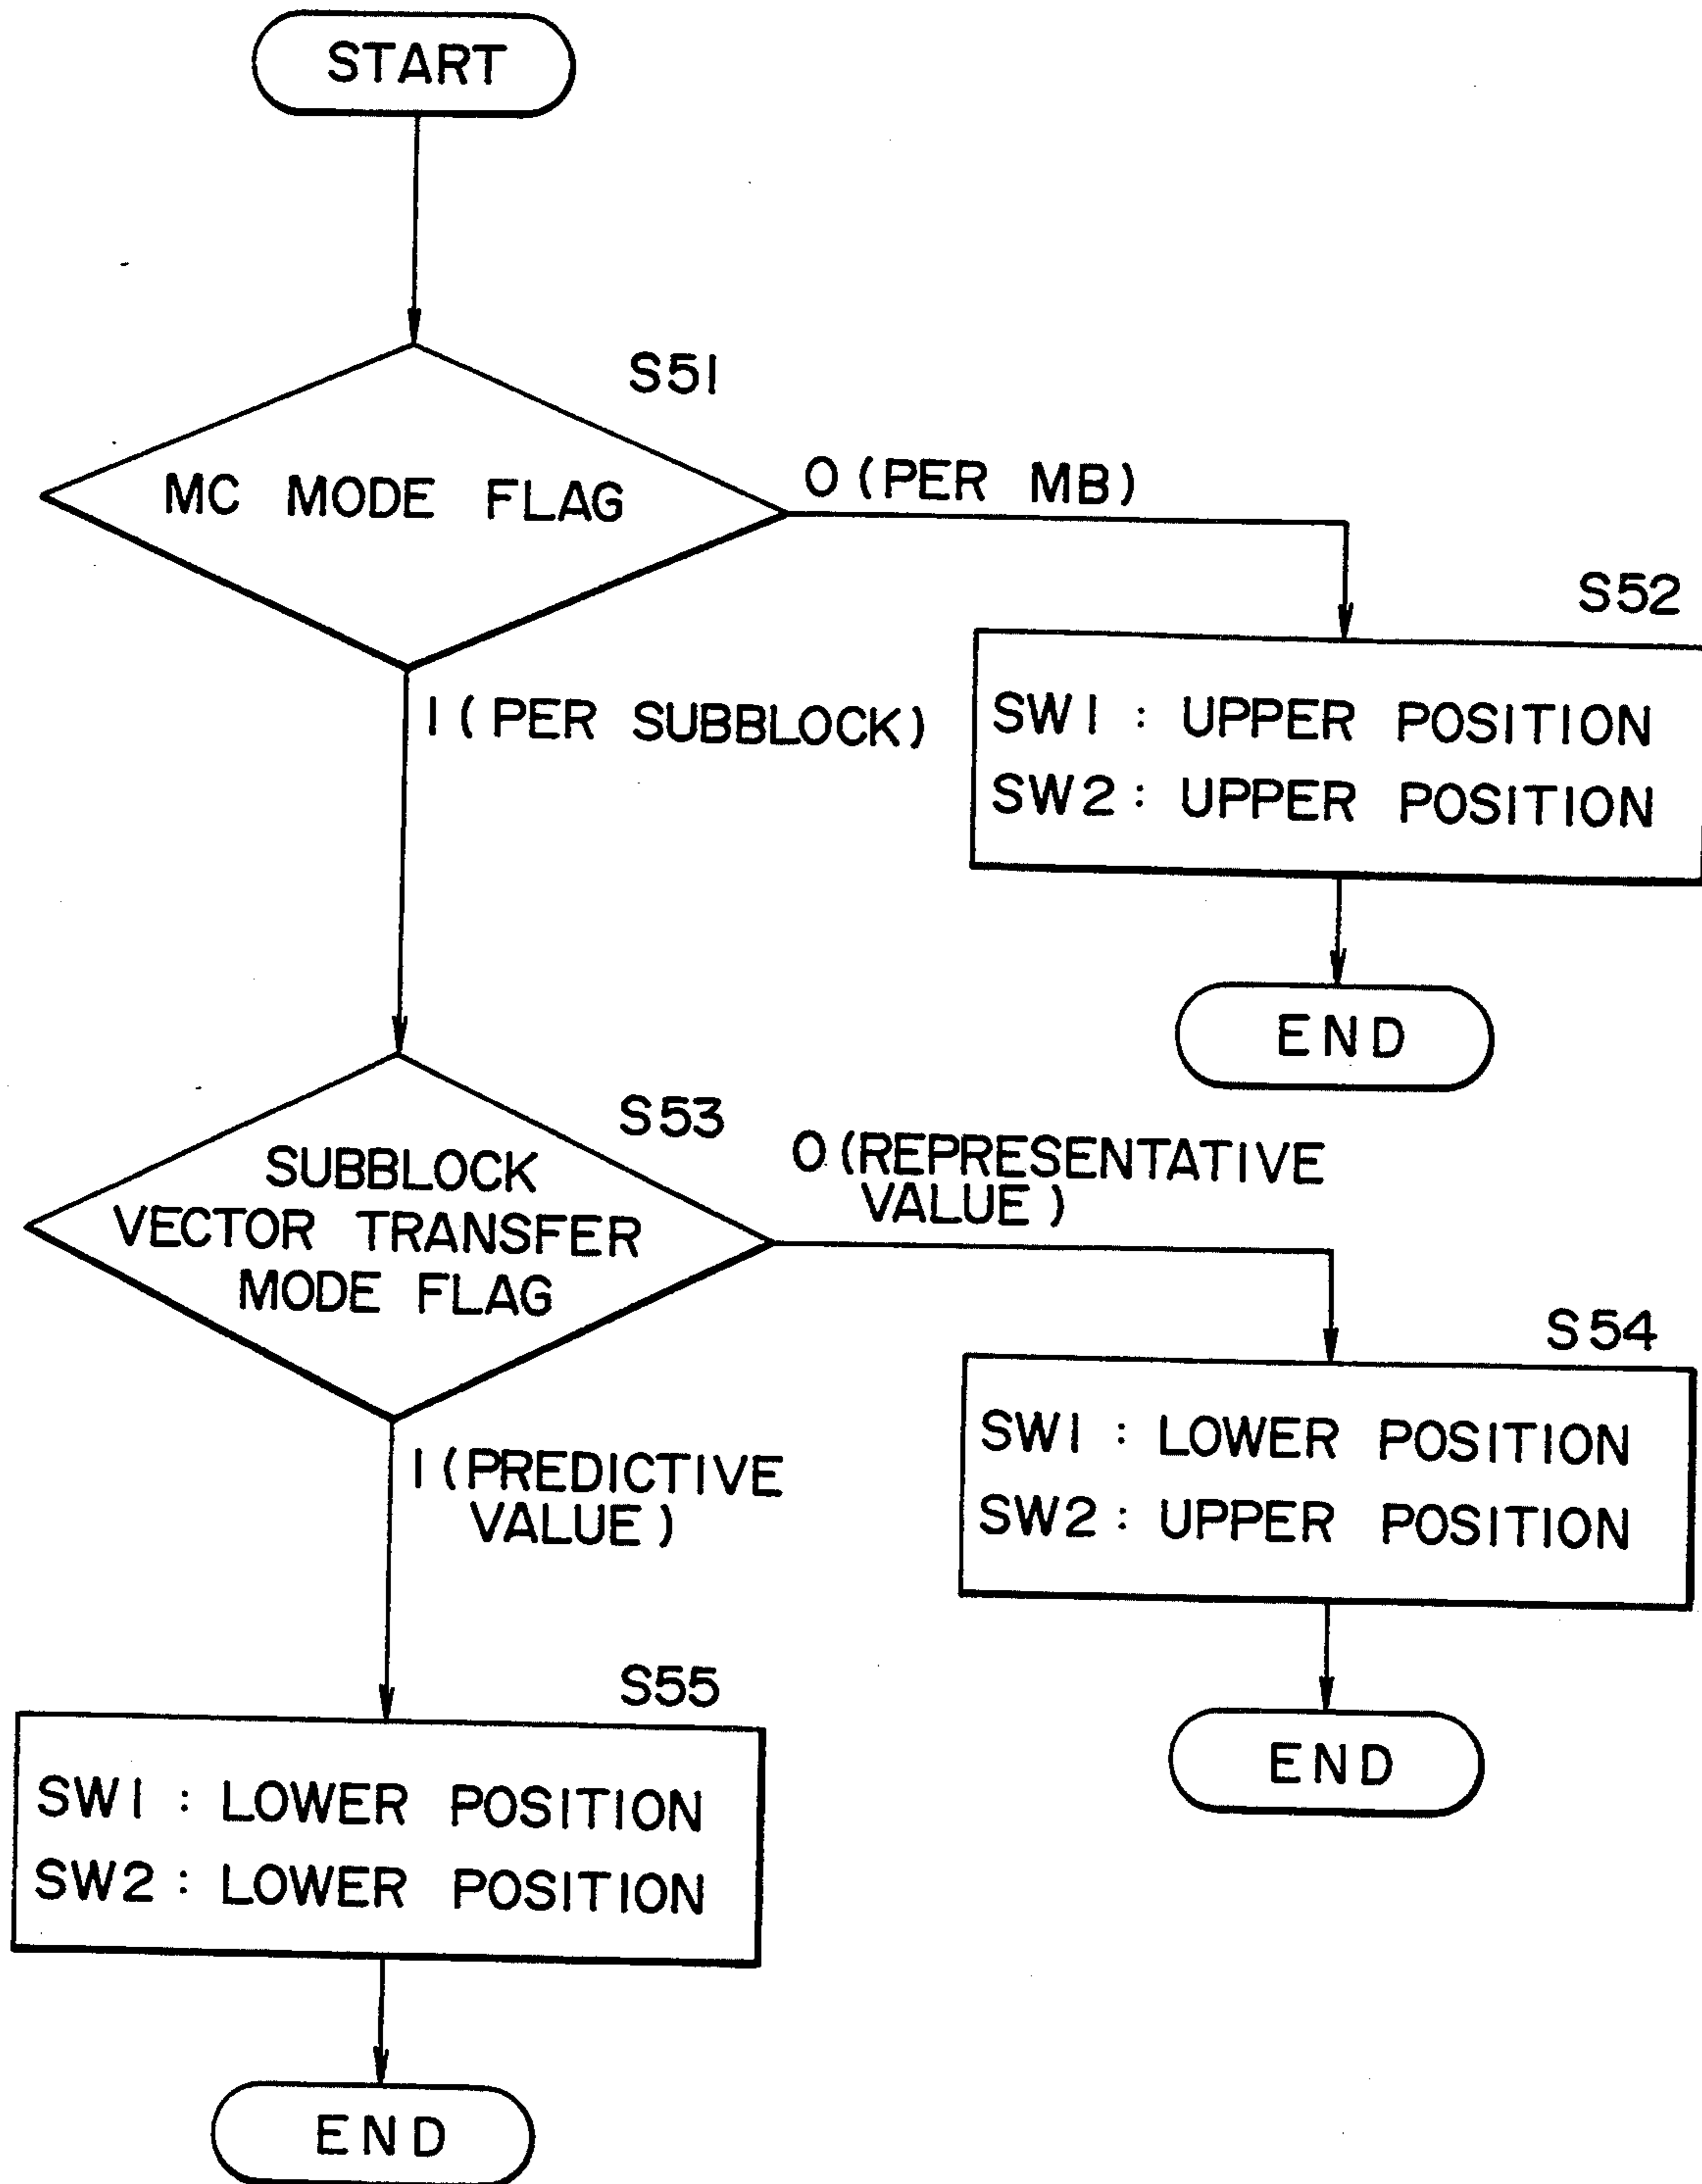 START
S51
MC MODE FLAG
0 (PER MB)
S52
1 (PER SUBBLOCK)
SW1 : UPPER POSITION
SW2 : UPPER POSITION
END
S53
SUBBLOCK
VECTOR TRANSFER
MODE FLAG
0 (REPRESENTATIVE
VALUE)
S54
1 (PREDICTIVE
VALUE)
SW1 : LOWER POSITION
SW2 : UPPER POSITION
S55
END
SW1 : LOWER POSITION
SW2 : LOWER POSITION
END